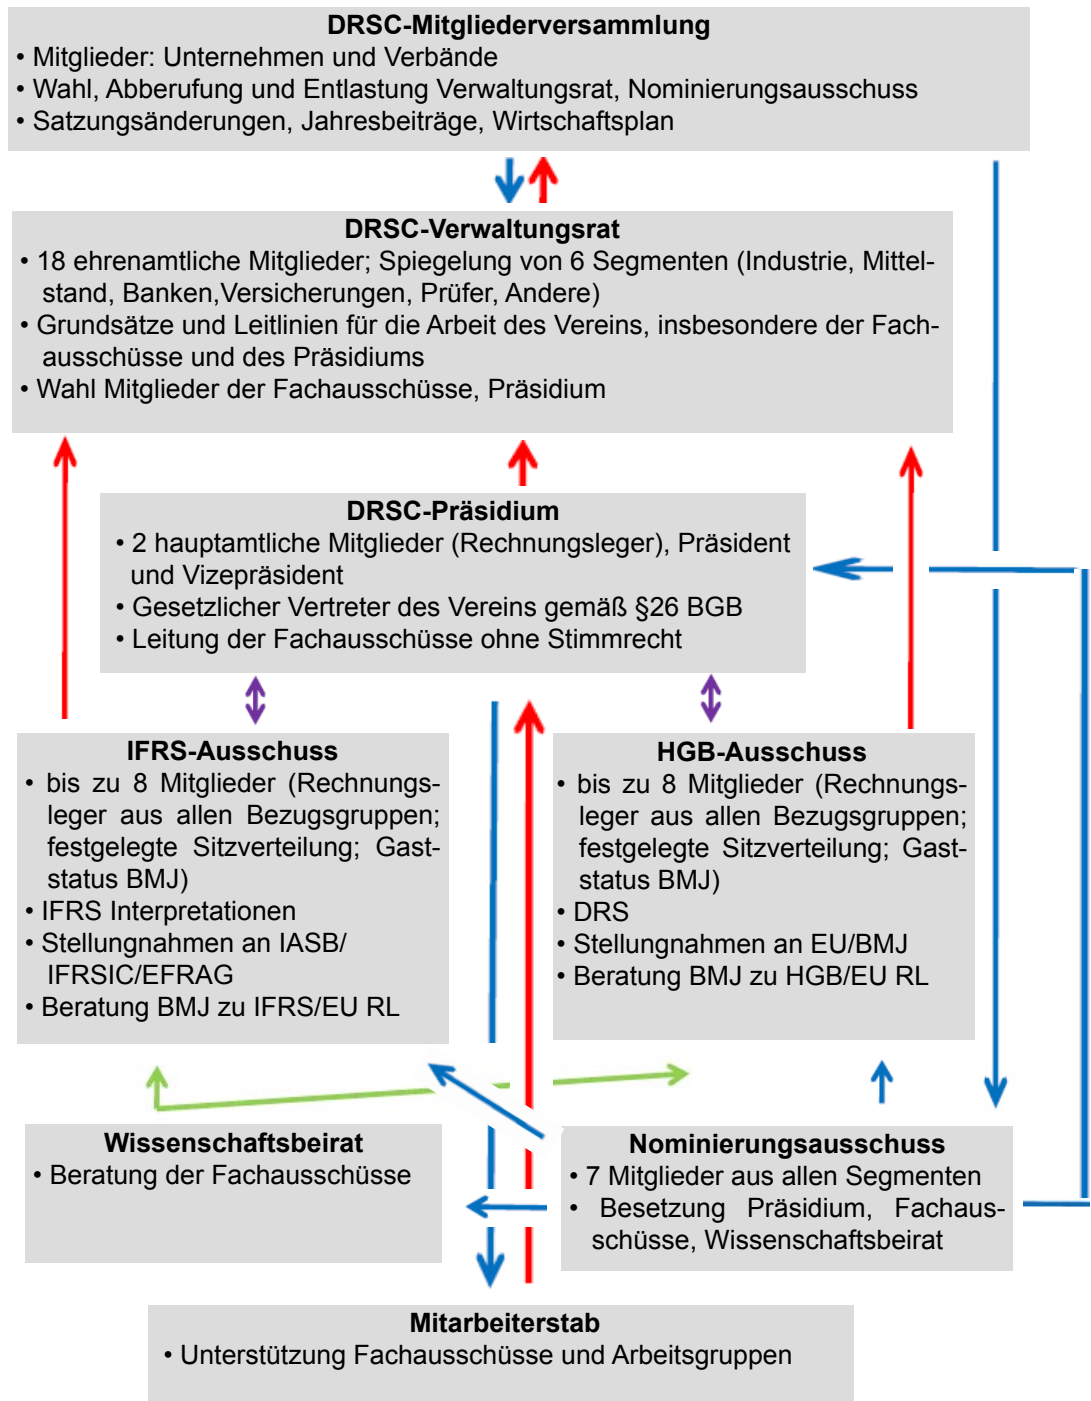 DRSC-Mitgliederversammlung
• Mitglieder: Unternehmen und Verbände
• Wahl, Abberufung und Entlastung Verwaltungsrat, Nominierungsausschuss
• Satzungsänderungen, Jahresbeiträge, Wirtschaftsplan
DRSC-Verwaltungsrat
• 18 ehrenamtliche Mitglieder; Spiegelung von 6 Segmenten (Industrie, Mittel-
stand, Banken,Versicherungen, Prüfer, Andere)
• Grundsätze und Leitlinien für die Arbeit des Vereins, insbesondere der Fach-
ausschüsse und des Präsidiums
• Wahl Mitglieder der Fachausschüsse, Präsidium
DRSC-Präsidium
• 2 hauptamtliche Mitglieder (Rechnungsleger), Präsident
und Vizepräsident
• Gesetzlicher Vertreter des Vereins gemäß §26 BGB
• Leitung der Fachausschüsse ohne Stimmrecht
IFRS-Ausschuss
• bis zu 8 Mitglieder (Rechnungs-
leger aus allen Bezugsgruppen;
festgelegte Sitzverteilung; Gast-
status BMJ)
• IFRS Interpretationen
• Stellungnahmen an IASB/
IFRSIC/EFRAG
• Beratung BMJ zu IFRS/EU RL
HGB-Ausschuss
• bis zu 8 Mitglieder (Rechnungs-
leger aus allen Bezugsgruppen;
festgelegte Sitzverteilung; Gast-
status BMJ)
• DRS
• Stellungnahmen an EU/BMJ
• Beratung BMJ zu HGB/EU RL
Wissenschaftsbeirat
• Beratung der Fachausschüsse
Nominierungsausschuss
• 7 Mitglieder aus allen Segmenten
• Besetzung Präsidium, Fachaus-
schüsse, Wissenschaftsbeirat
Mitarbeiterstab
• Unterstützung Fachausschüsse und Arbeitsgruppen